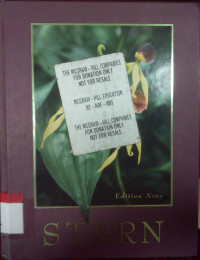 THE MCGRAW-HILL COMPANIES
FOR DONATION ONLY
NOT FOR RESALE.
MCGRAW-HILL EDUCATION
THE MCGRAW-HILL COMPANIES
FOR DONATION ONLY
NOT FOR RESALE.
Edition Nine
STERN